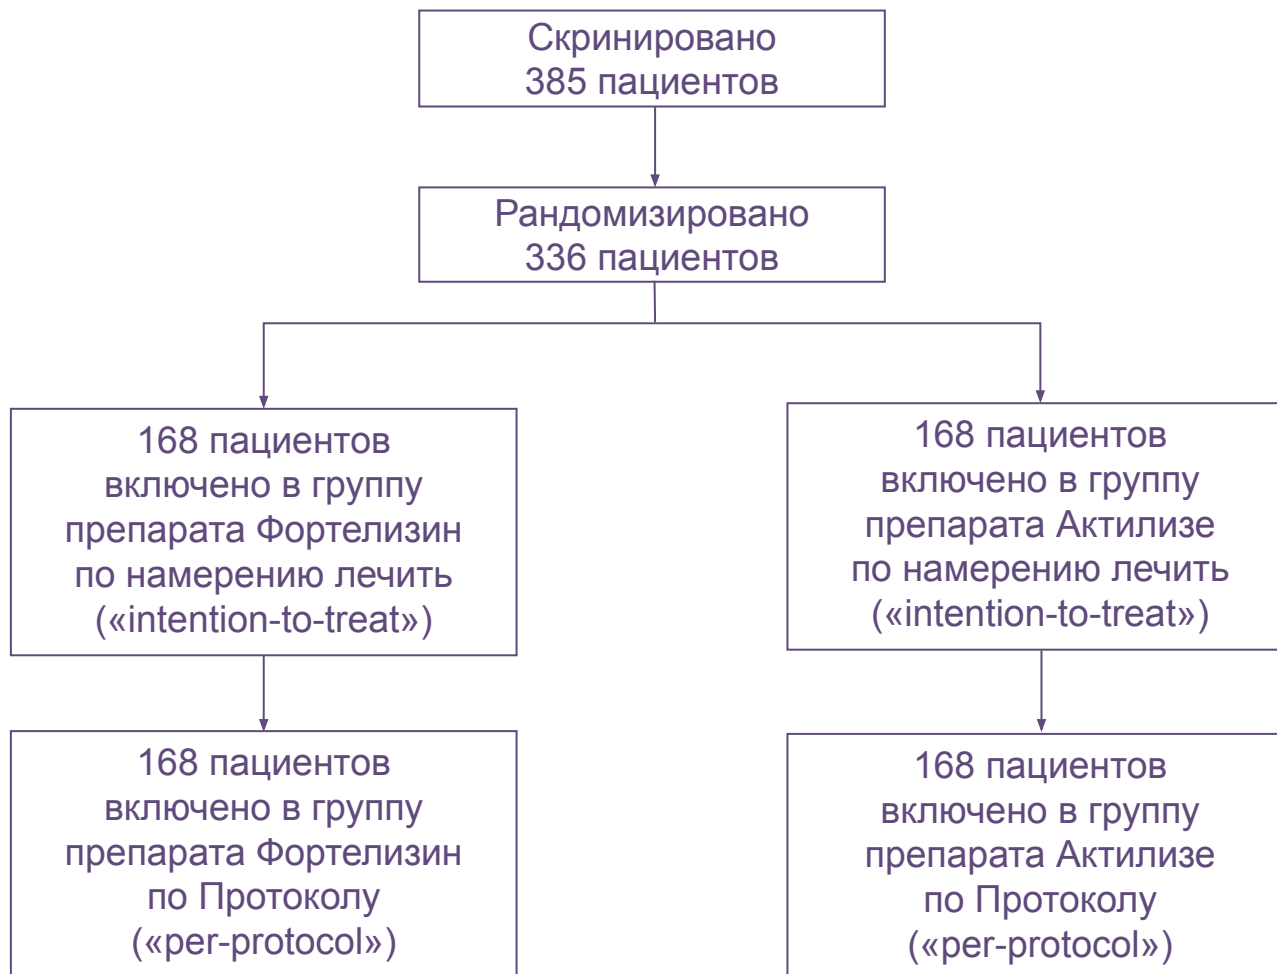 Скринировано
385 пациентов
Рандомизировано
336 пациентов
168 пациентов
включено в группу
препарата Фортелизин
по намерению лечить
(«intention-to-treat»)
168 пациентов
включено в группу
препарата Актилизе
по намерению лечить
(«intention-to-treat»)
168 пациентов
включено в группу
препарата Фортелизин
по Протоколу
(«per-protocol»)
168 пациентов
включено в группу
препарата Актилизе
по Протоколу
(«per-protocol»)